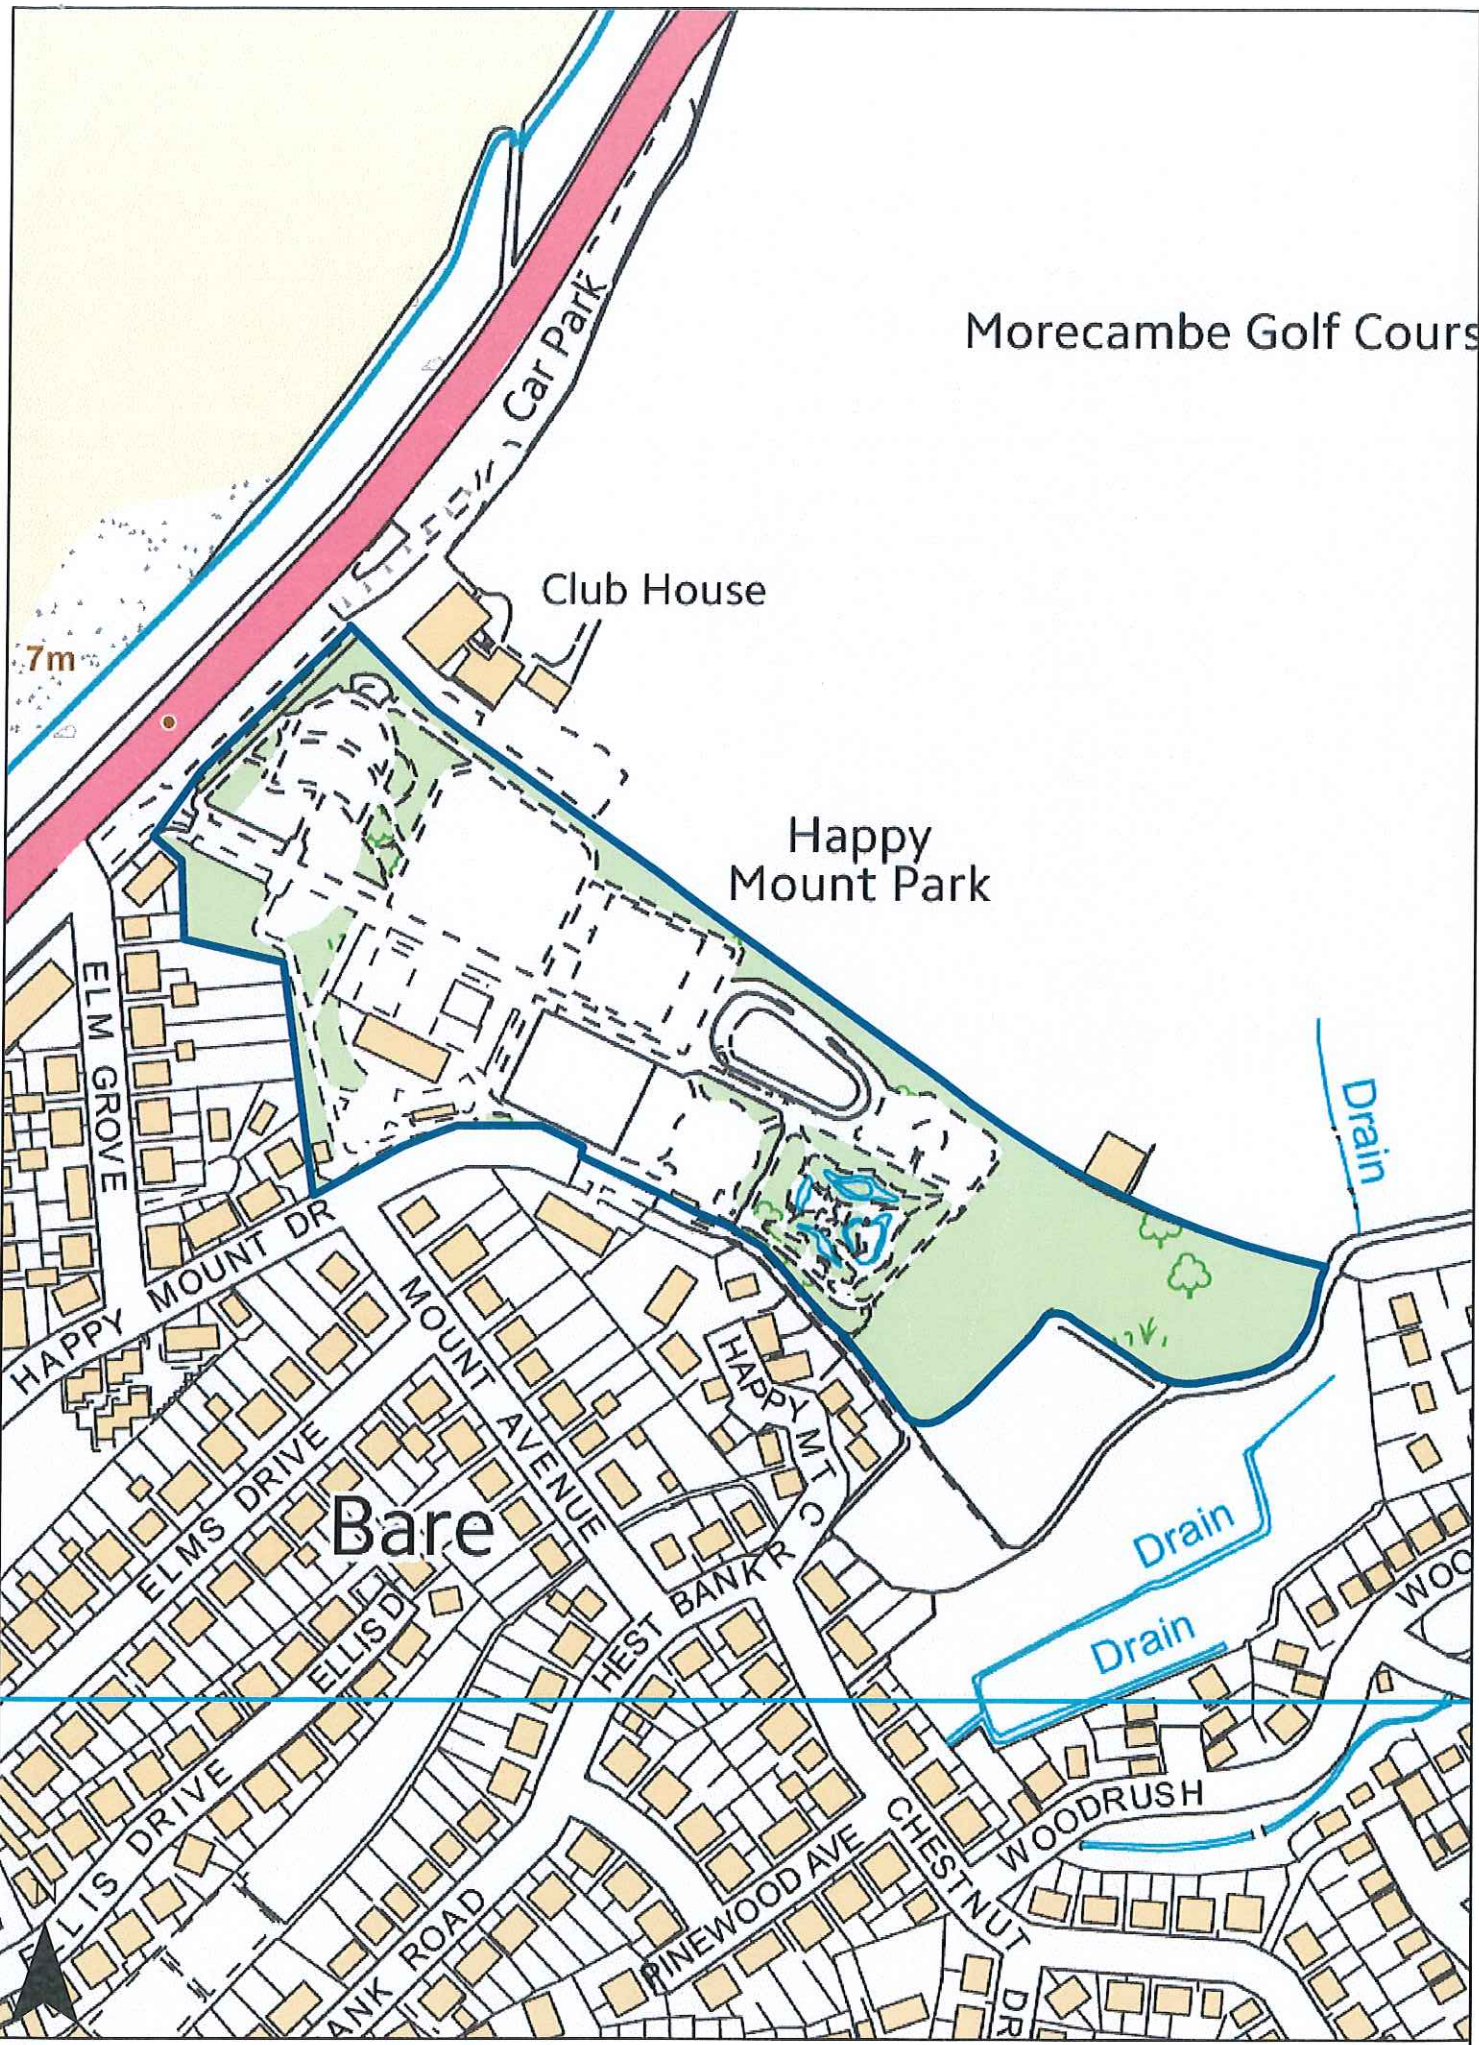 Morecambe Golf Cours
Car Park
Club House
7m
Happy
Mount Park
ELM GROVE
Drain
HAPPY MOUNT DR
MOUNT AVENUE
HAPPY MT C
ELMS DRIVE
Bare
Drain
WOO
HEST BANK R
ELLIS D
Drain
ELLIS DRIVE
WOODRUSH
CHESTNUT DR
PINEWOOD AVE
ANK ROAD